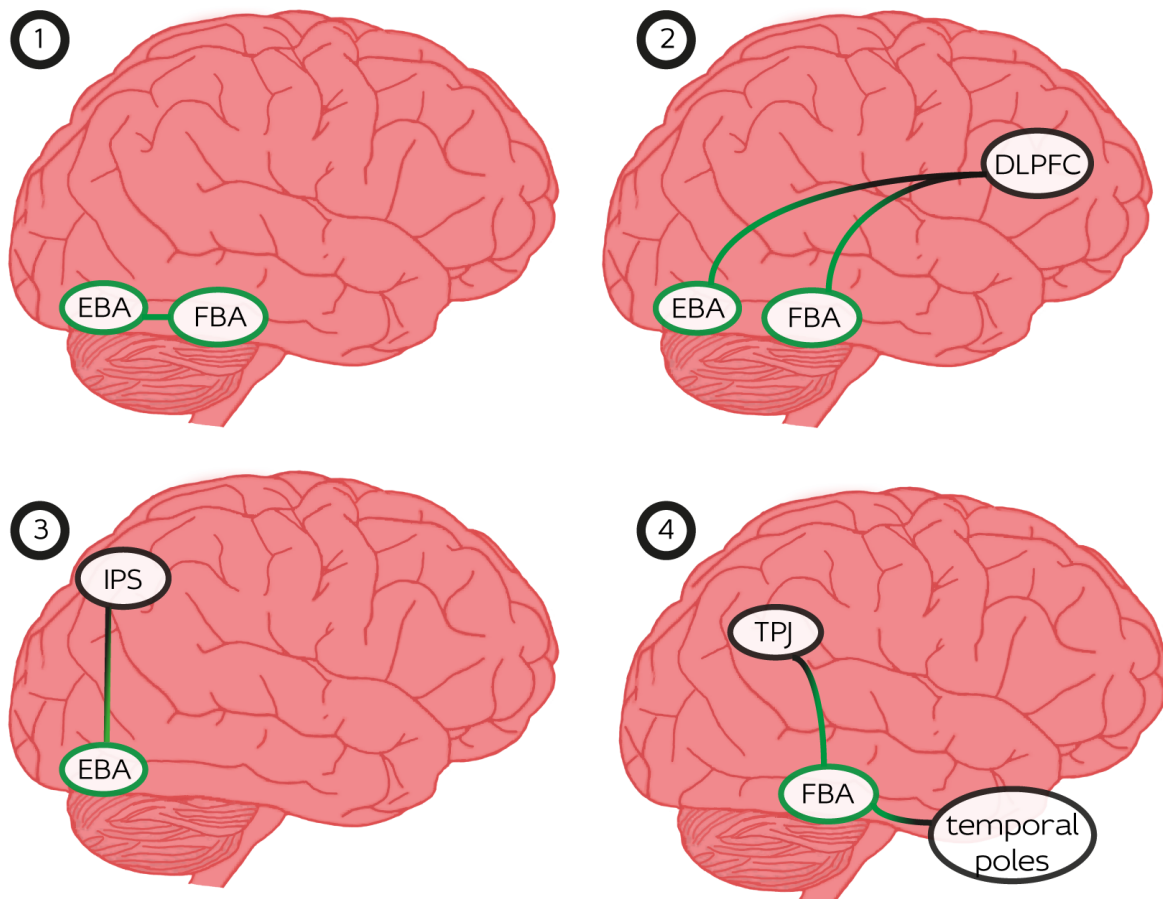 1
EBA
FBA
2
DLPFC
EBA
FBA
3
IPS
EBA
4
TPJ
FBA
temporal
poles